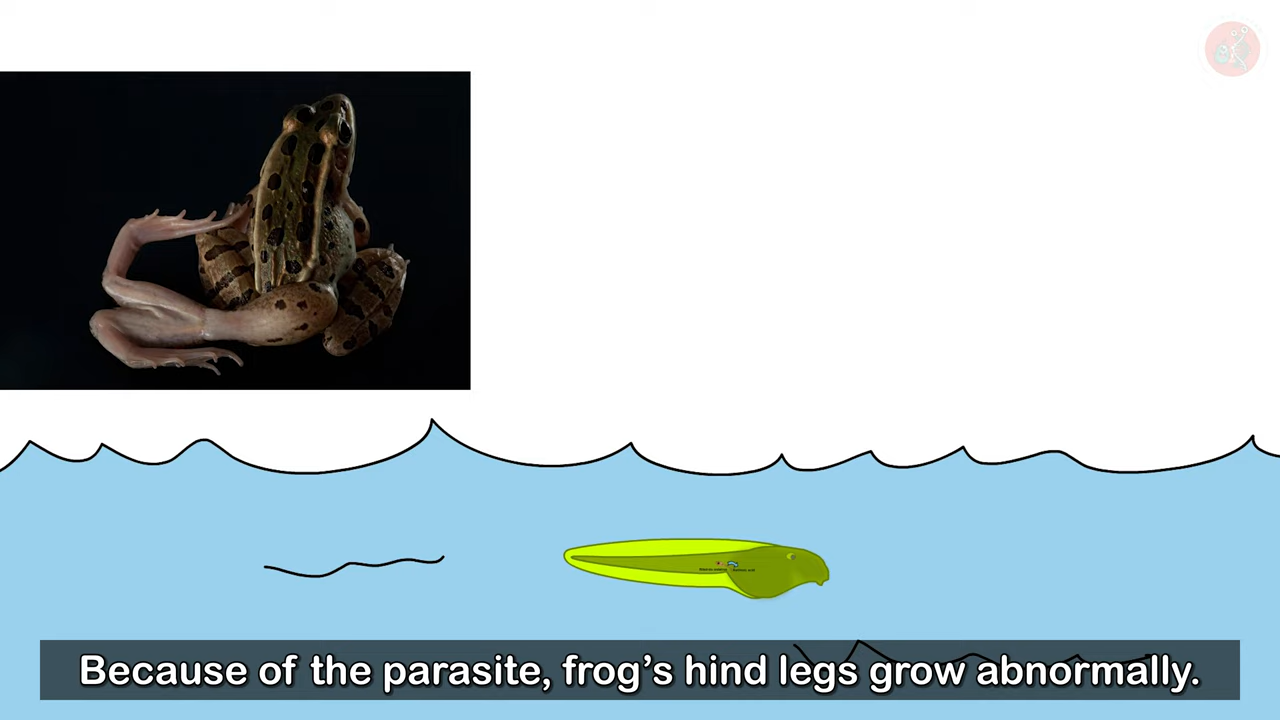 Because of the parasite, frog’s hind legs grow abnormally.